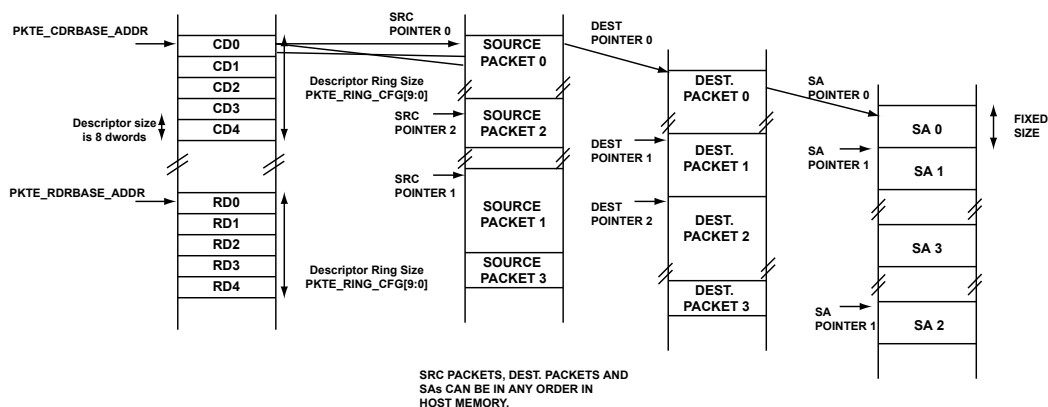 PKTE_CDRBASE_ADDR
CD0
CD1
CD2
CD3
CD4
Descriptor size
is 8 dwords
Descriptor Ring Size
PKTE_RING_CFG[9:0]
PKTE_RDRBASE_ADDR
RD0
RD1
RD2
RD3
RD4
Descriptor Ring Size
PKTE_RING_CFG[9:0]
SRC
POINTER 0
SOURCE
PACKET 0
SRC
POINTER 2
SOURCE
PACKET 2
SRC
POINTER 1
SOURCE
PACKET 1
SOURCE
PACKET 3
DEST
POINTER 0
DEST.
PACKET 0
DEST
POINTER 1
DEST.
PACKET 1
DEST
POINTER 2
DEST.
PACKET 2
DEST.
PACKET 3
SA
POINTER 0
SA 0
FIXED
SIZE
SA
POINTER 1
SA 1
SA 3
SA
POINTER 1
SA 2
SRC PACKETS, DEST. PACKETS AND
SAs CAN BE IN ANY ORDER IN
HOST MEMORY.